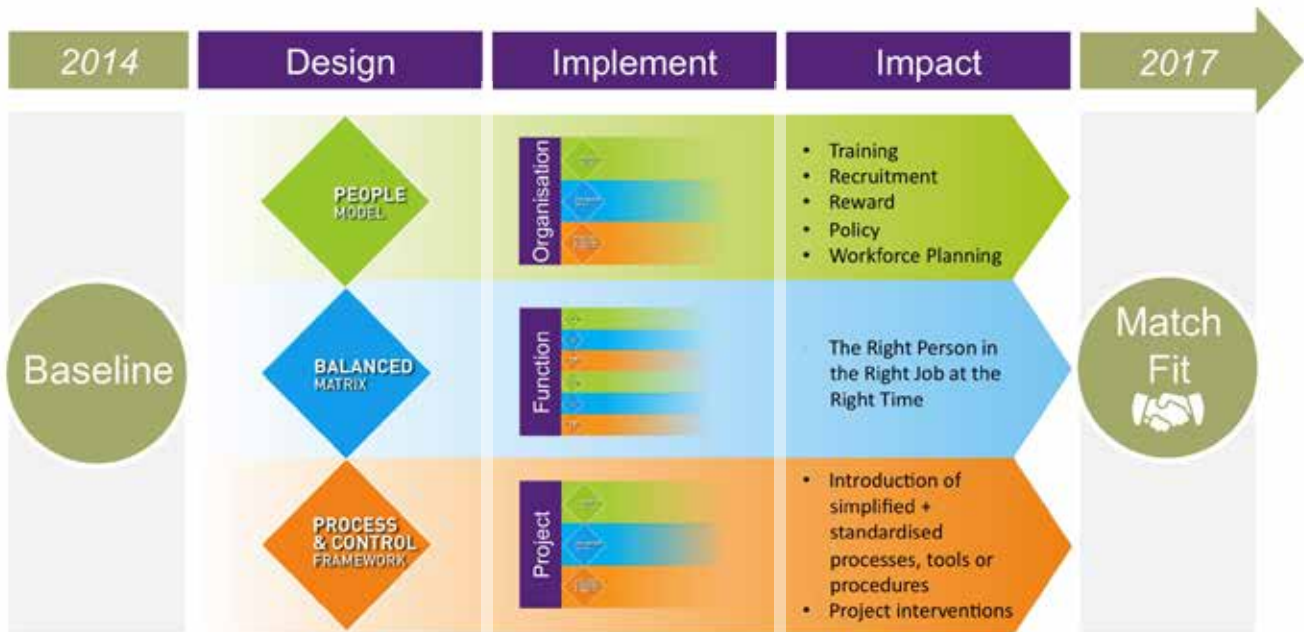 2014
Design
Implement
Impact
2017
Baseline
PEOPLE
MODEL
Organisation
• Training
• Recruitment
• Reward
• Policy
• Workforce Planning
BALANCED
MATRIX
Function
The Right Person in
the Right Job at the
Right Time
PROCESS
& CONTROL
FRAMEWORK
Project
• Introduction of
simplified +
standardised
processes, tools or
procedures
• Project interventions
Match
Fit